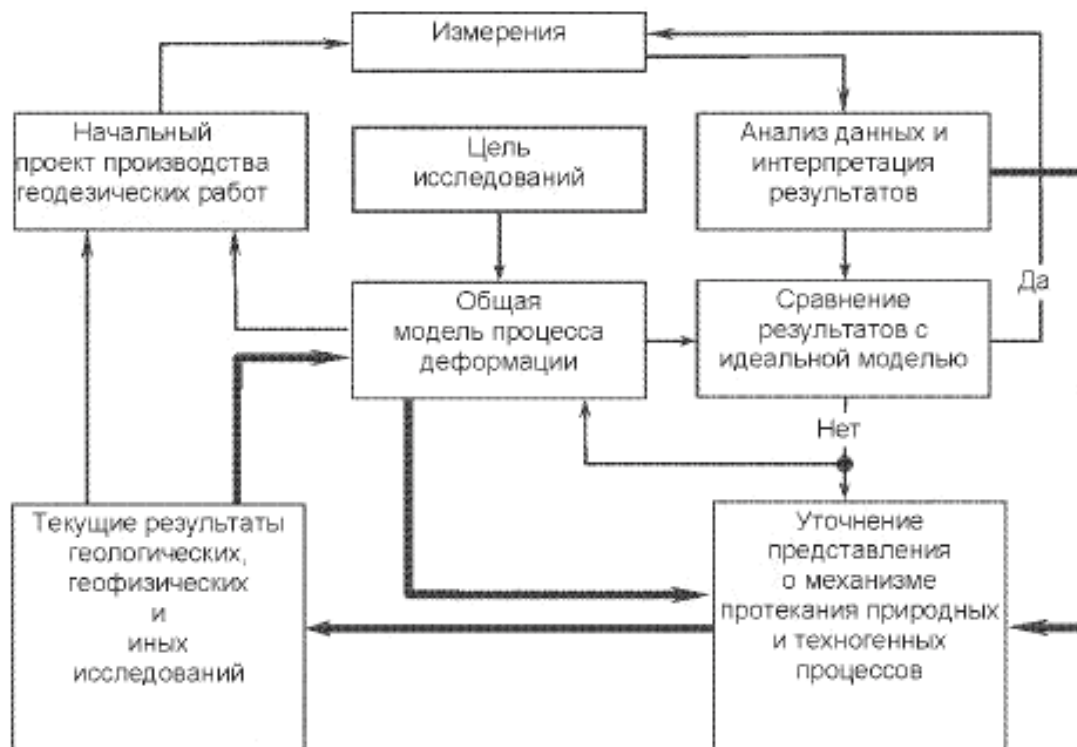 Измерения
Начальный
проект производства
геодезических работ
Цель
исследований
Анализ данных и
интерпретация
результатов
Да
Общая
модель процесса
деформации
Сравнение
результатов с
идеальной моделью
Нет
Текущие результаты
геологических,
геофизических
и
иных
исследований
Уточнение
представления
о механизме
протекания природных
и техногенных
процессов